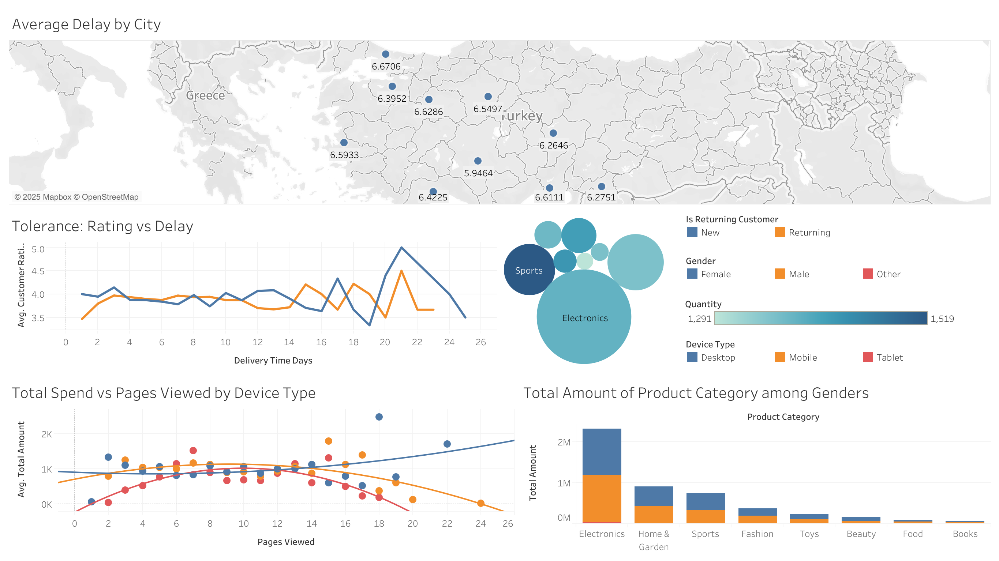 Average Delay by City
6.6706
6.3952
6.6286
6.5497
Greece
Turkey
6.2646
6.5933
5.9464
6.4225
6.6111
6.2751
© 2025 Mapbox © OpenStreetMap
Tolerance: Rating vs Delay
Avg. Customer Rati..
5.0
4.5
4.0
3.5
0 2 4 6 8 10 12 14 16 18 20 22 24 26
Delivery Time Days
Sports
Electronics
Is Returning Customer
New Returning
Gender
Female Male Other
Quantity
1,291 1,519
Device Type
Desktop Mobile Tablet
Total Spend vs Pages Viewed by Device Type
Avg. Total Amount
2K
1K
0K
0 2 4 6 8 10 12 14 16 18 20 22 24 26
Pages Viewed
Total Amount of Product Category among Genders
Product Category
Total Amount
2M
1M
0M
Electronics Home & Sports Fashion Toys Beauty Food Books
Garden